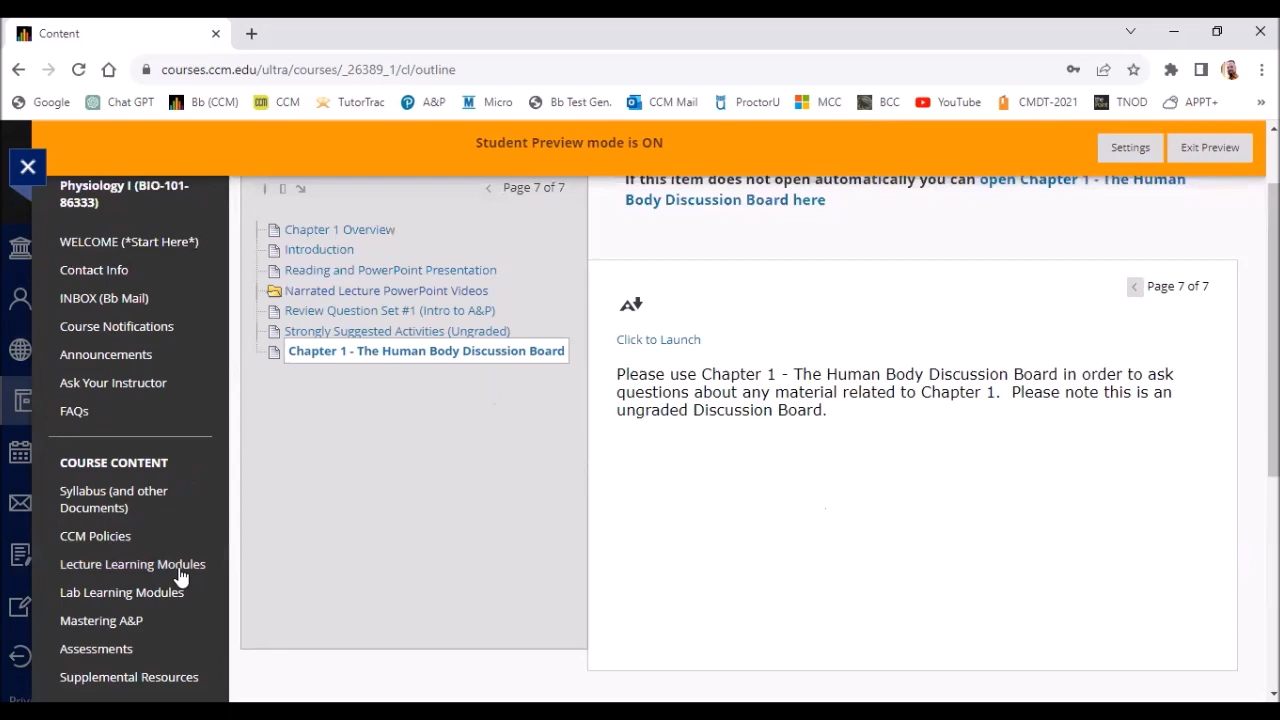 Content
courses.ccm.edu/ultra/courses/_26389_1/cl/outline
Google
Chat GPT
Bb (CCM)
CCM
TutorTrac
A&P
Micro
Bb Test Gen.
CCM Mail
ProctorU
MCC
BCC
YouTube
CMDT-2021
TNOD
APPT+
»
Student Preview mode is ON
Settings
Exit Preview
Physiology I (BIO-101-
86333)
WELCOME (*Start Here*)
Contact Info
INBOX (Bb Mail)
Course Notifications
Announcements
Ask Your Instructor
FAQs
COURSE CONTENT
Syllabus (and other
Documents)
CCM Policies
Lecture Learning Modules
Lab Learning Modules
Mastering A&P
Assessments
Supplemental Resources
Page 7 of 7
Chapter 1 Overview
Introduction
Reading and PowerPoint Presentation
Narrated Lecture PowerPoint Videos
Review Question Set #1 (Intro to A&P)
Strongly Suggested Activities (Ungraded)
Chapter 1 - The Human Body Discussion Board
If this item does not open automatically you can open Chapter 1 - The Human
Body Discussion Board here
Page 7 of 7
Click to Launch
Please use Chapter 1 - The Human Body Discussion Board in order to ask
questions about any material related to Chapter 1. Please note this is an
ungraded Discussion Board.